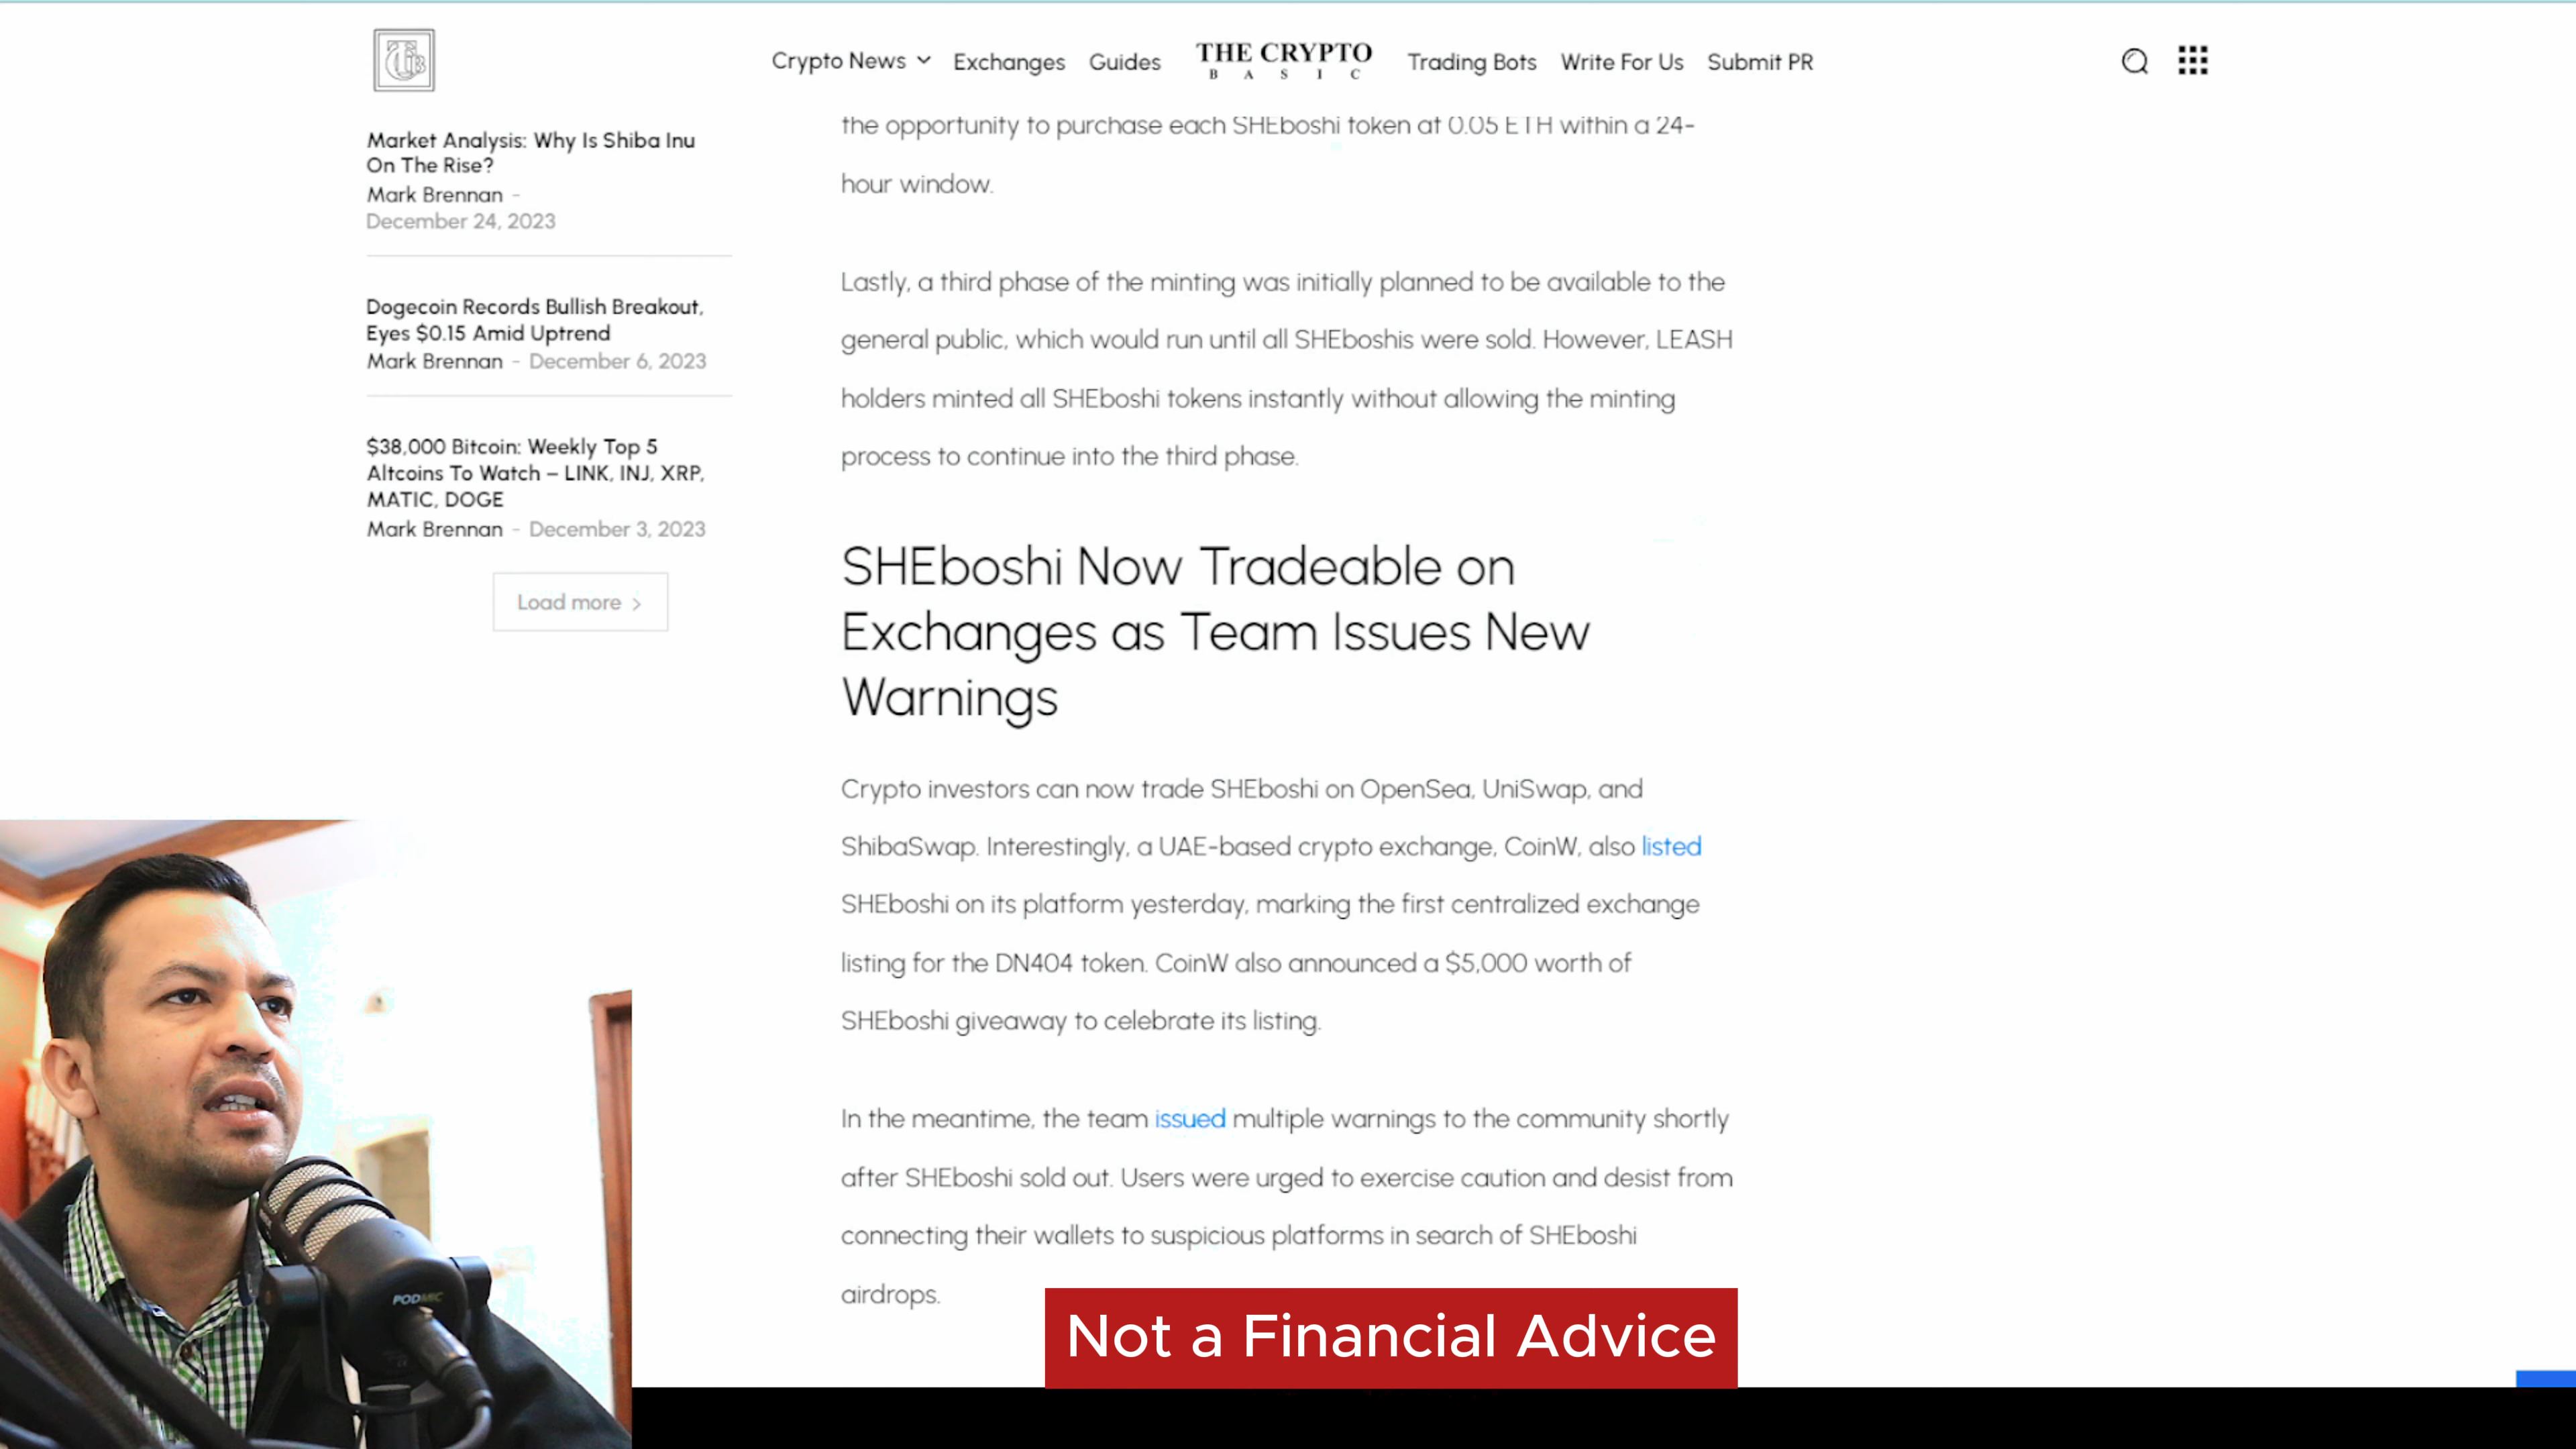 Crypto News Exchanges Guides THE CRYPTO BASIC Trading Bots Write For Us Submit PR
Market Analysis: Why Is Shiba Inu
On The Rise?
Mark Brennan -
December 24, 2023
Dogecoin Records Bullish Breakout,
Eyes $0.15 Amid Uptrend
Mark Brennan - December 6, 2023
$38,000 Bitcoin: Weekly Top 5
Altcoins To Watch – LINK, INJ, XRP,
MATIC, DOGE
Mark Brennan - December 3, 2023
Load more >
the opportunity to purchase each SHEboshi token at 0.05 ETH within a 24-
hour window.
Lastly, a third phase of the minting was initially planned to be available to the
general public, which would run until all SHEboshis were sold. However, LEASH
holders minted all SHEboshi tokens instantly without allowing the minting
process to continue into the third phase.
SHEboshi Now Tradeable on
Exchanges as Team Issues New
Warnings
Crypto investors can now trade SHEboshi on OpenSea, UniSwap, and
ShibaSwap. Interestingly, a UAE-based crypto exchange, CoinW, also listed
SHEboshi on its platform yesterday, marking the first centralized exchange
listing for the DN404 token. CoinW also announced a $5,000 worth of
SHEboshi giveaway to celebrate its listing.
In the meantime, the team issued multiple warnings to the community shortly
after SHEboshi sold out. Users were urged to exercise caution and desist from
connecting their wallets to suspicious platforms in search of SHEboshi
airdrops.
Not a Financial Advice
PODMIC